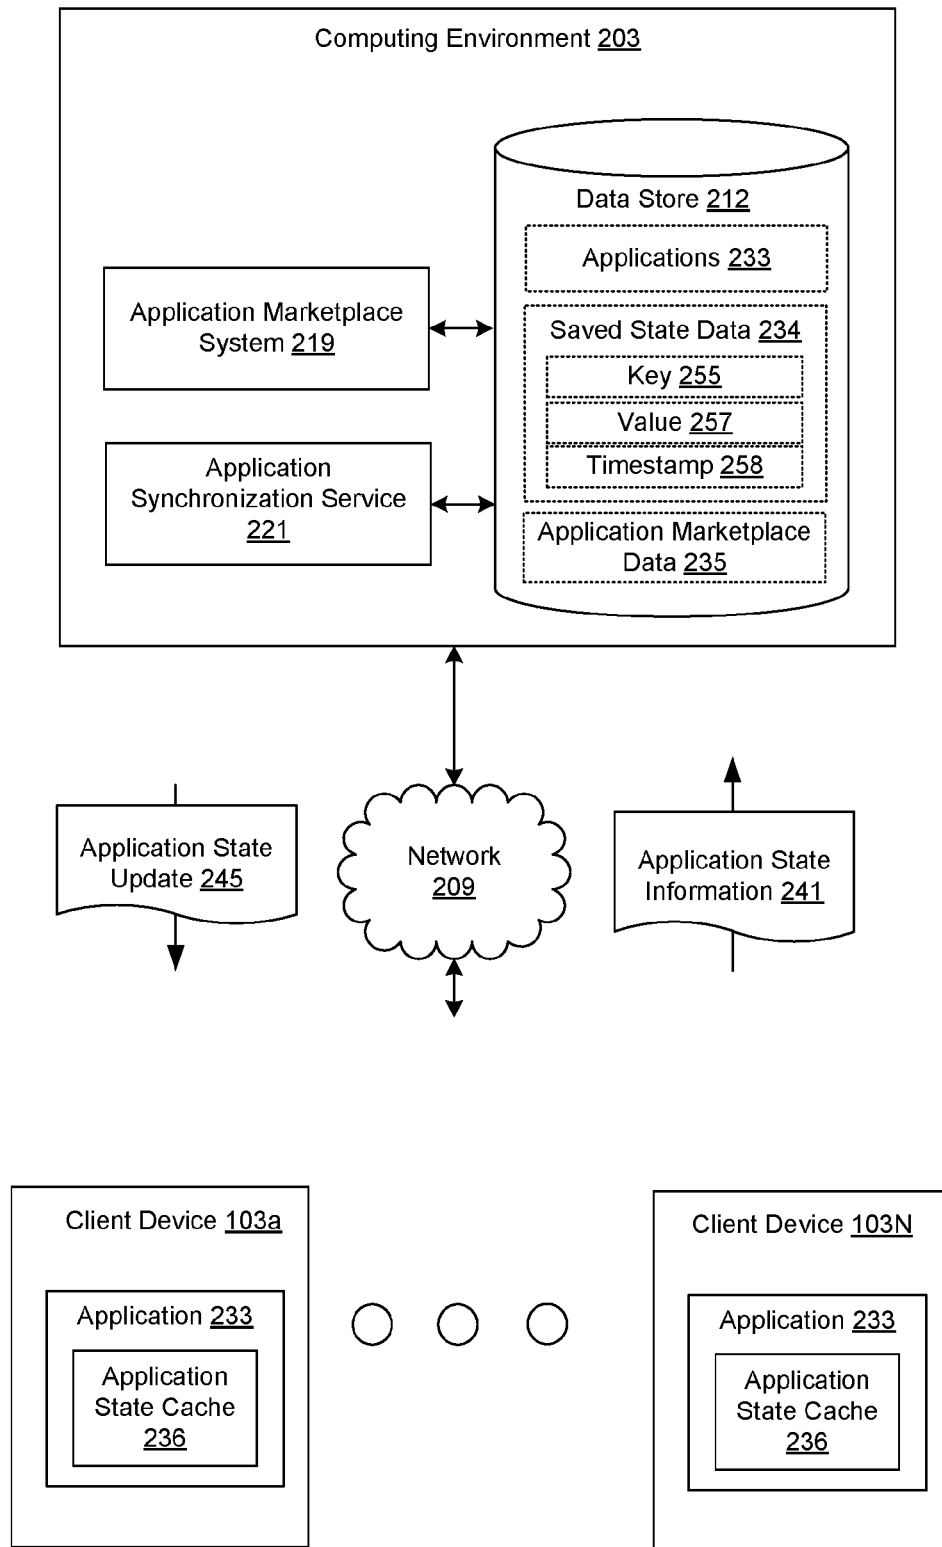 Computing Environment 203
Data Store 212
Applications 233
Application Marketplace
System 219
Saved State Data 234
Key 255
Value 257
Timestamp 258
Application
Synchronization Service
221
Application Marketplace
Data 235
Application State
Update 245
Network
209
Application State
Information 241
Client Device 103a
Application 233
Application
State Cache
236
Client Device 103N
Application 233
Application
State Cache
236